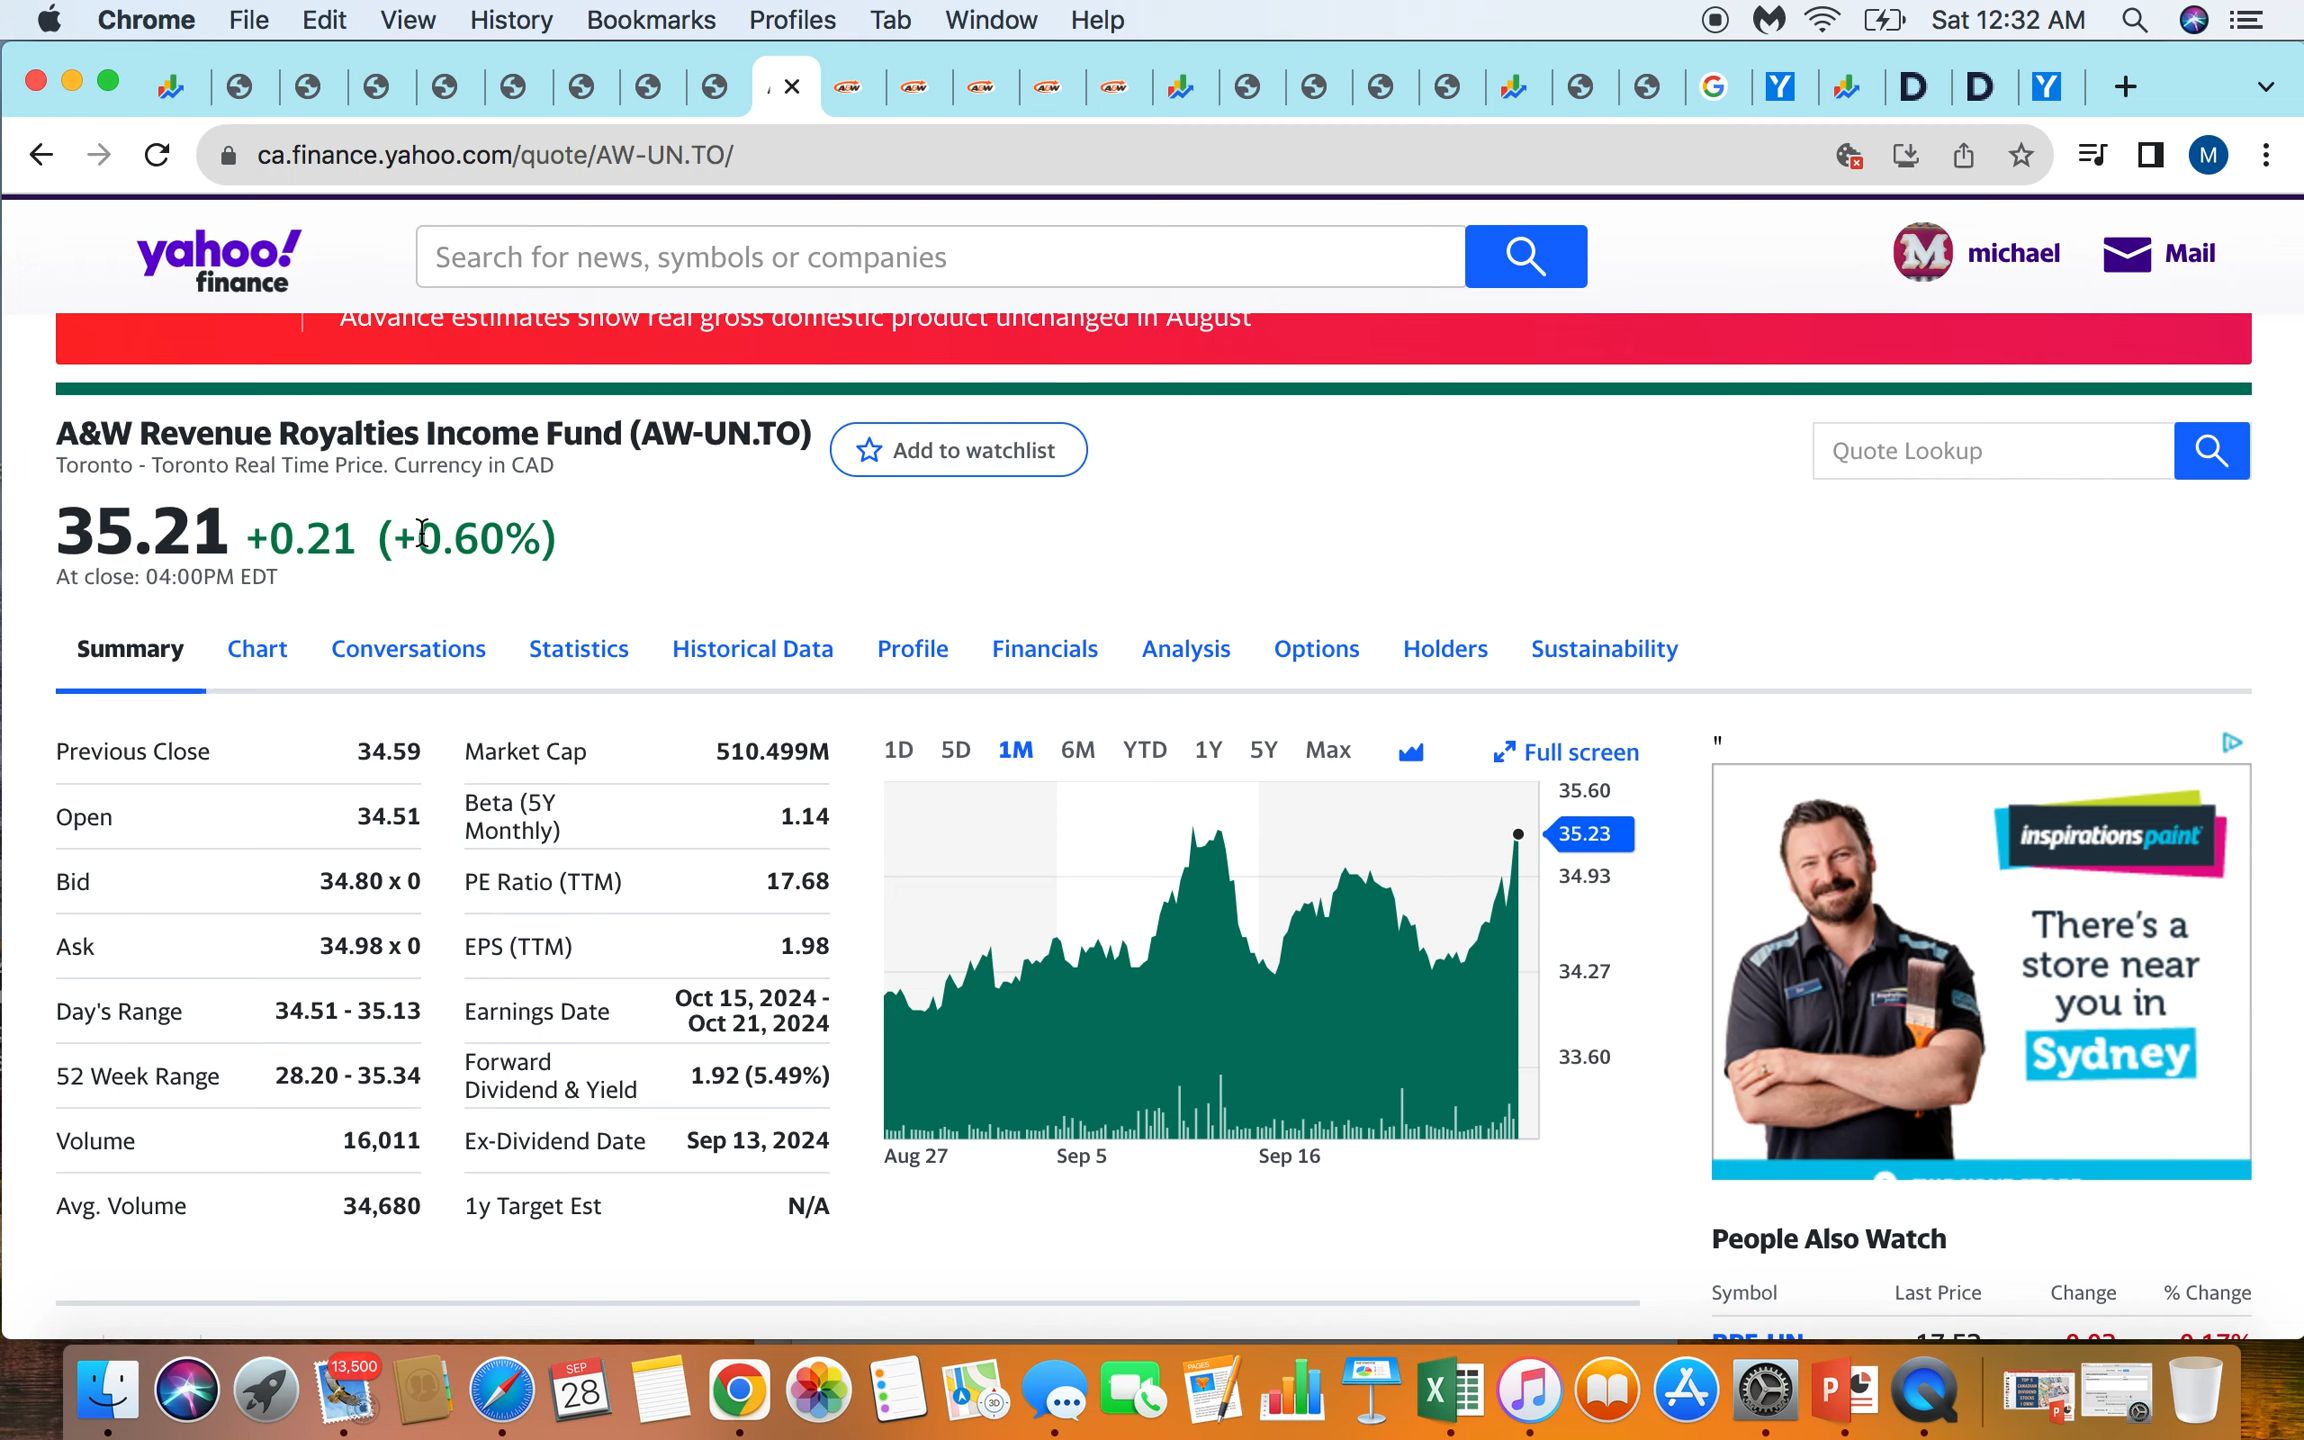 Chrome File Edit View History Bookmarks Profiles Tab Window Help Sat 12:32 AM
ca.finance.yahoo.com/quote/AW-UN.TO/
M
yahoo!
finance
Search for news, symbols or companies
M michael Mail
Advance estimates show real gross domestic product unchanged in August
A&W Revenue Royalties Income Fund (AW-UN.TO)
Add to watchlist
Quote Lookup
Toronto - Toronto Real Time Price. Currency in CAD
35.21 +0.21 (+0.60%)
At close: 04:00PM EDT
Summary Chart Conversations Statistics Historical Data Profile Financials Analysis Options Holders Sustainability
Previous Close 34.59
Open 34.51
Bid 34.80 x 0
Ask 34.98 x 0
Day's Range 34.51 - 35.13
52 Week Range 28.20 - 35.34
Volume 16,011
Avg. Volume 34,680
Market Cap 510.499M
Beta (5Y
Monthly) 1.14
PE Ratio (TTM) 17.68
EPS (TTM) 1.98
Earnings Date Oct 15, 2024 -
Oct 21, 2024
Forward
Dividend & Yield 1.92 (5.49%)
Ex-Dividend Date Sep 13, 2024
1y Target Est N/A
1D 5D 1M 6M YTD 1Y 5Y Max Full screen
35.60
35.23
34.93
34.27
33.60
Aug 27 Sep 5 Sep 16
"
inspirationspaint
There's a
store near
you in
Sydney
People Also Watch
Symbol Last Price Change % Change
13,500
SEP
28
PAGES
3D